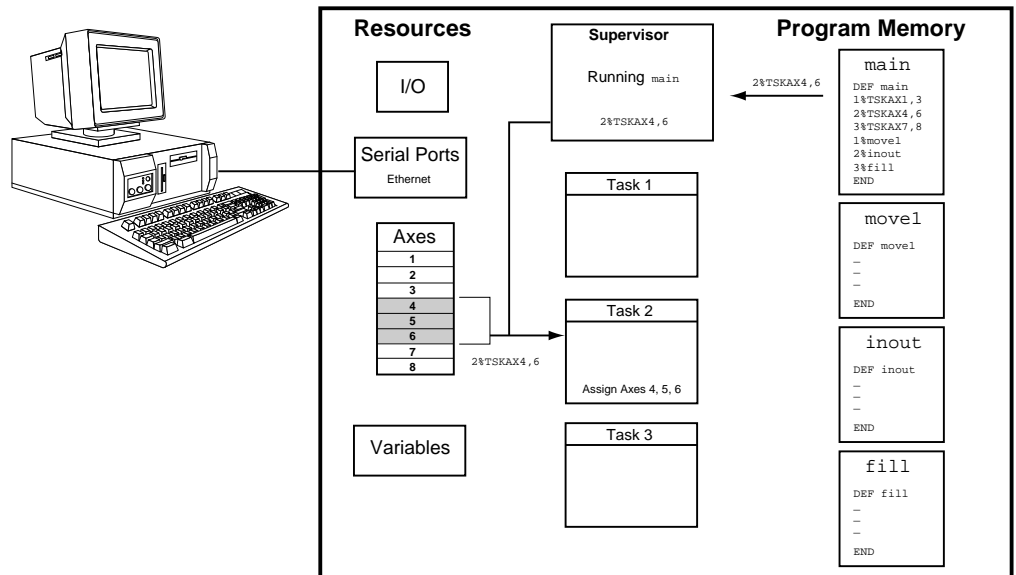 Resources
I/O
Serial Ports
Ethernet
Axes
1
2
3
4
5
6
7
8
2%TSKAX4,6
Variables
Supervisor
Running main
2%TSKAX4,6
Task 1
Task 2
Assign Axes 4, 5, 6
Task 3
Program Memory
2%TSKAX4,6
main
DEF main
1%TSKAX1,3
2%TSKAX4,6
3%TSKAX7,8
1%move1
2%inout
3%fill
END
move1
DEF move1
–
–
–
END
inout
DEF inout
–
–
–
END
fill
DEF fill
–
–
–
END